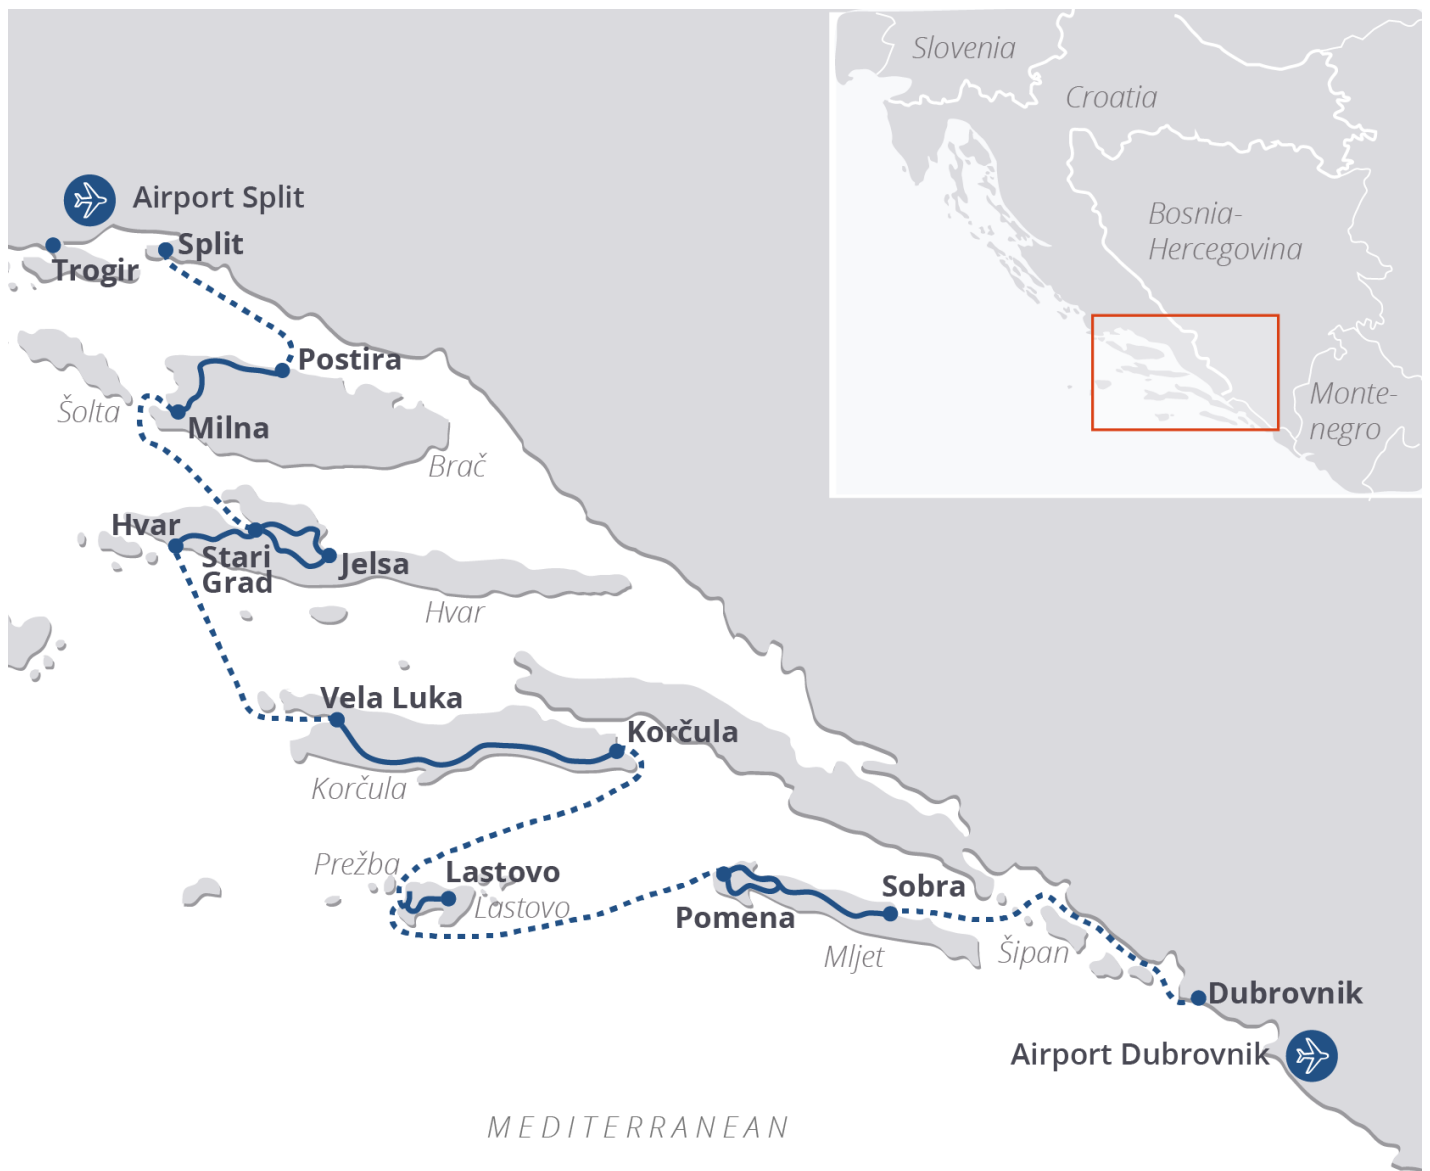 Slovenia
Croatia
Bosnia-
Hercegovina
Monte-
negro
Airport Split
Split
Trogir
Postira
Šolta
Milna
Brač
Hvar
Stari
Grad
Jelsa
Hvar
Vela Luka
Korčula
Korčula
Prežba
Lastovo
Lastovo
Sobra
Pomena
Mljet
Šipan
Dubrovnik
Airport Dubrovnik
MEDITERRANEAN